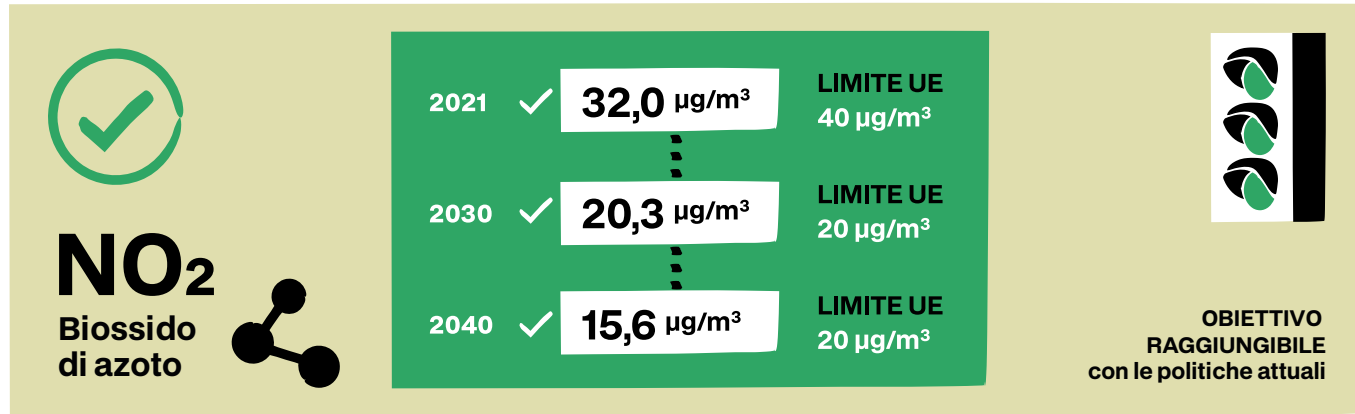 NO₂
Biossido
di azoto
2021 ✓ 32,0 µg/m³ LIMITE UE
40 µg/m³
2030 ✓ 20,3 µg/m³ LIMITE UE
20 µg/m³
2040 ✓ 15,6 µg/m³ LIMITE UE
20 µg/m³
OBIETTIVO
RAGGIUNGIBILE
con le politiche attuali